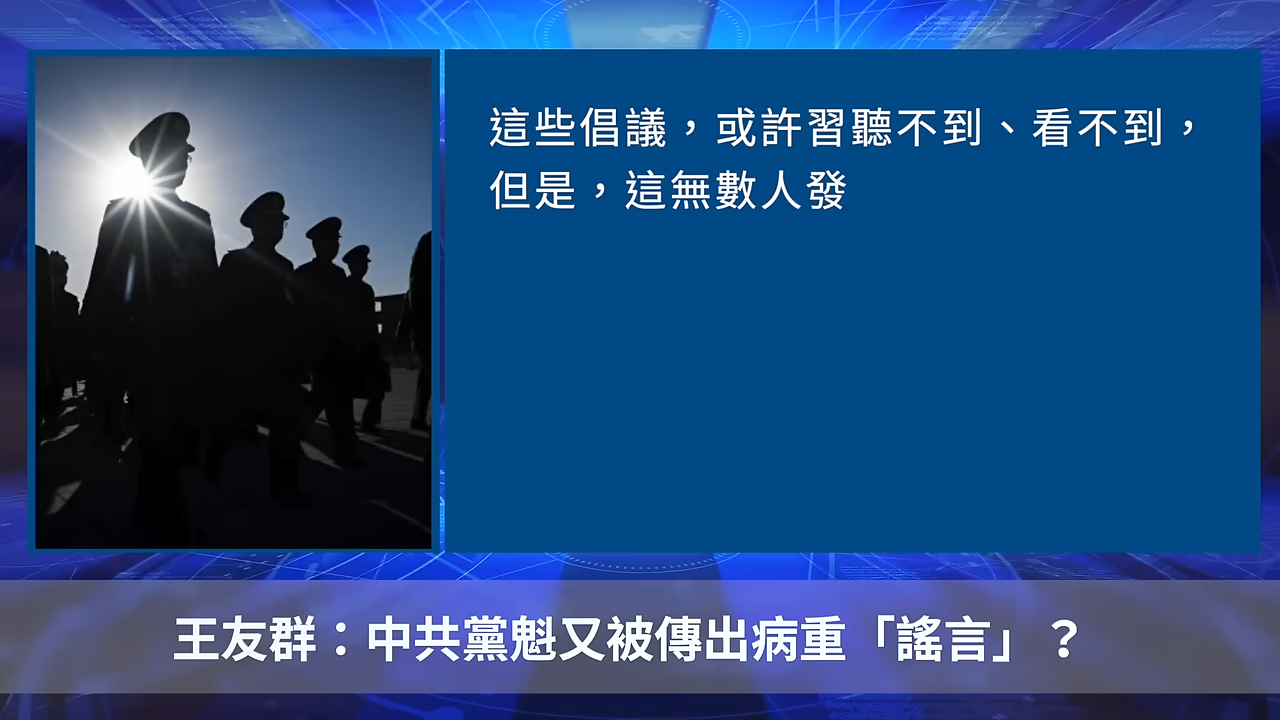 這些倡議，或許習聽不到、看不到，
但是，這無數人發
王友群：中共黨魁又被傳出病重「謠言」？